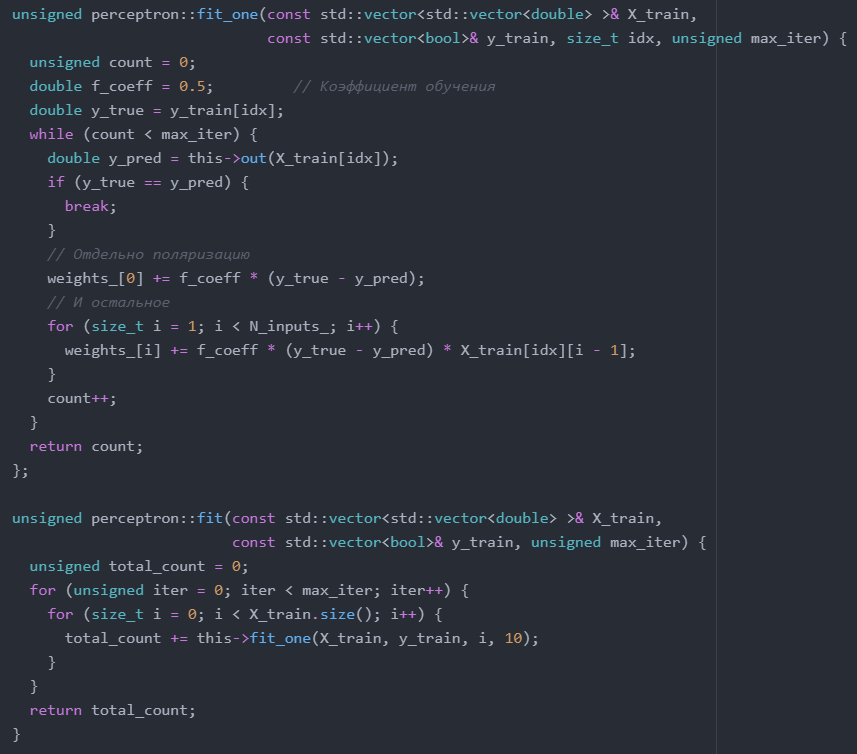 unsigned perceptron::fit_one(const std::vector<std::vector<double> >& X_train,
                             const std::vector<bool>& y_train, size_t idx, unsigned max_iter) {
  unsigned count = 0;
  double f_coeff = 0.5;         // Коэффициент обучения
  double y_true = y_train[idx];
  while (count < max_iter) {
    double y_pred = this->out(X_train[idx]);
    if (y_true == y_pred) {
      break;
    }
    // Отдельно поляризацию
    weights_[0] += f_coeff * (y_true - y_pred);
    // И остальное
    for (size_t i = 1; i < N_inputs_; i++) {
      weights_[i] += f_coeff * (y_true - y_pred) * X_train[idx][i - 1];
    }
    count++;
  }
  return count;
};

unsigned perceptron::fit(const std::vector<std::vector<double> >& X_train,
                         const std::vector<bool>& y_train, unsigned max_iter) {
  unsigned total_count = 0;
  for (unsigned iter = 0; iter < max_iter; iter++) {
    for (size_t i = 0; i < X_train.size(); i++) {
      total_count += this->fit_one(X_train, y_train, i, 10);
    }
  }
  return total_count;
}